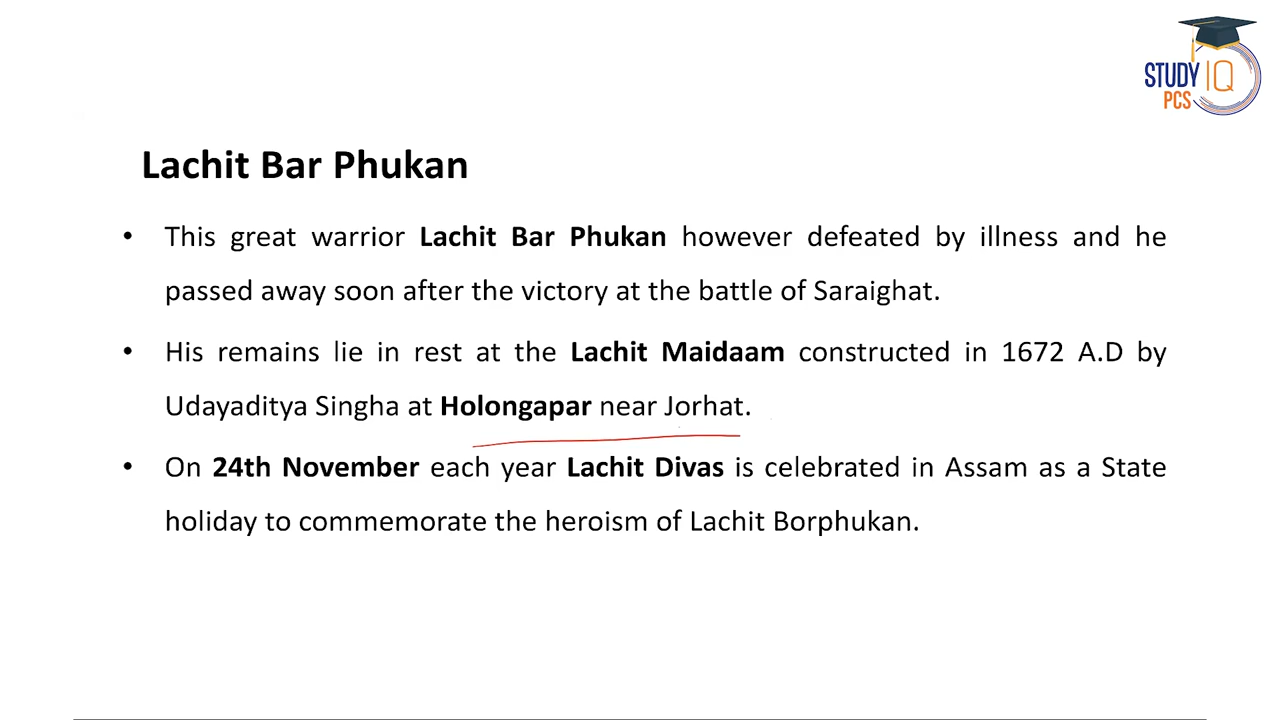 STUDY IQ
PCS
Lachit Bar Phukan
• This great warrior Lachit Bar Phukan however defeated by illness and he
passed away soon after the victory at the battle of Saraighat.
• His remains lie in rest at the Lachit Maidaam constructed in 1672 A.D by
Udayaditya Singha at Holongapar near Jorhat.
• On 24th November each year Lachit Divas is celebrated in Assam as a State
holiday to commemorate the heroism of Lachit Borphukan.